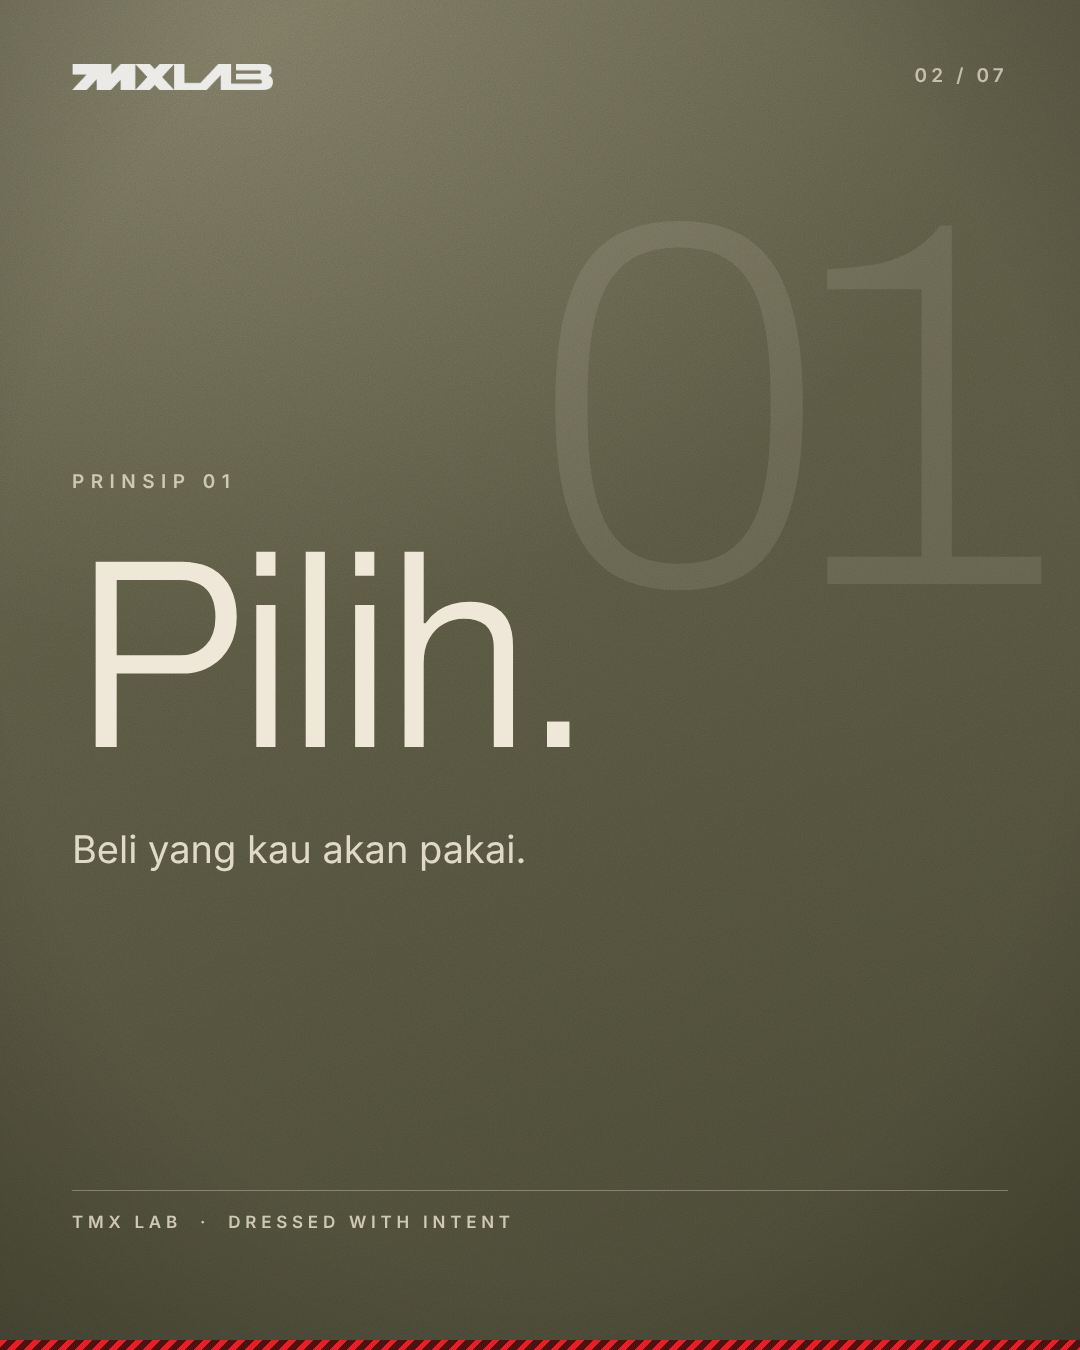 TMXLAB
02 / 07
01
PRINSIP 01
Pilih.
Beli yang kau akan pakai.
TMX LAB · DRESSED WITH INTENT